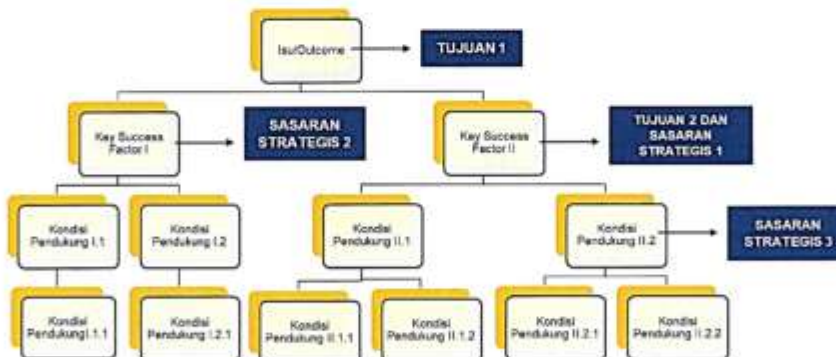 Isu/Outcome
TUJUAN 1
Key Success
Factor I
SASARAN
STRATEGIS 2
Key Success
Factor II
TUJUAN 2 DAN
SASARAN
STRATEGIS 1
Kondisi
Pendukung I.1
Kondisi
Pendukung I.2
Kondisi
Pendukung II.1
Kondisi
Pendukung II.2
SASARAN
STRATEGIS 3
Kondisi
PendukungI.1.1
Kondisi
Pendukung I.2.1
Kondisi
Pendukung II.1.1
Kondisi
Pendukung II.1.2
Kondisi
Pendukung II.2.1
Kondisi
Pendukung II.2.2